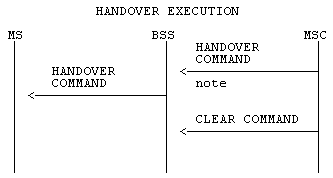 HANDOVER EXECUTION
MS BSS MSC
HANDOVER
COMMAND
HANDOVER
COMMAND
note
CLEAR COMMAND